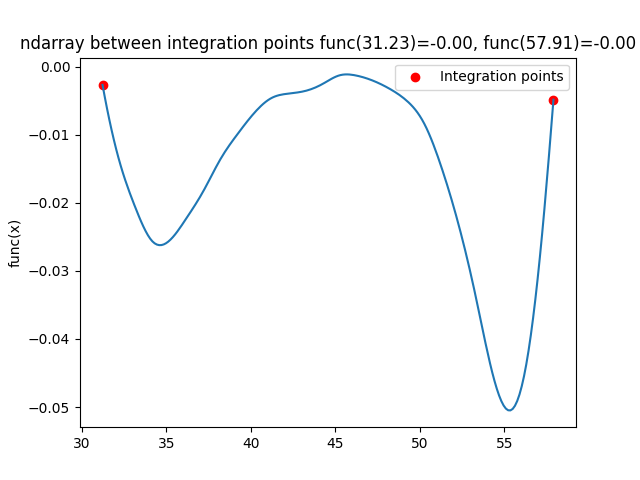 ndarray between integration points func(31.23)=-0.00, func(57.91)=-0.00
Integration points
func(x)
0.00
−0.01
−0.02
−0.03
−0.04
−0.05
30 35 40 45 50 55